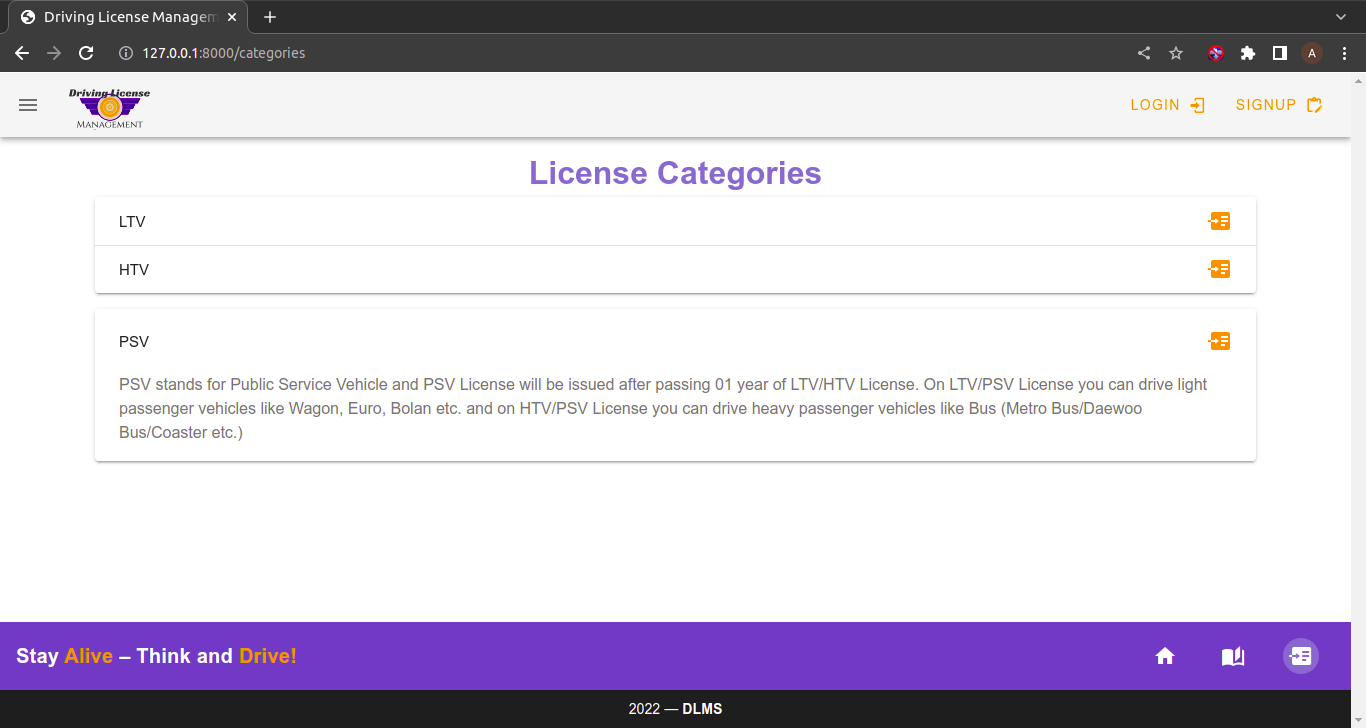 Driving License Managem
127.0.0.1:8000/categories
A
Driving License
MANAGEMENT
LOGIN
SIGNUP
License Categories
LTV
HTV
PSV
PSV stands for Public Service Vehicle and PSV License will be issued after passing 01 year of LTV/HTV License. On LTV/PSV License you can drive light
passenger vehicles like Wagon, Euro, Bolan etc. and on HTV/PSV License you can drive heavy passenger vehicles like Bus (Metro Bus/Daewoo
Bus/Coaster etc.)
Stay Alive – Think and Drive!
2022 — DLMS